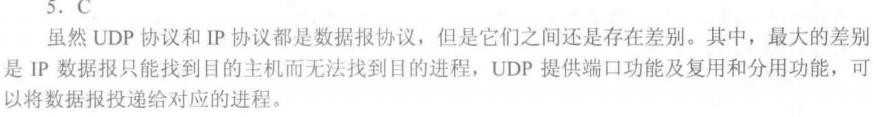 5. C
虽然 UDP 协议和 IP 协议都是数据报协议，但是它们之间还是存在差别。其中，最大的差别
是 IP 数据报只能找到目的主机而无法找到目的进程，UDP 提供端口功能及复用和分用功能，可
以将数据报投递给对应的进程。